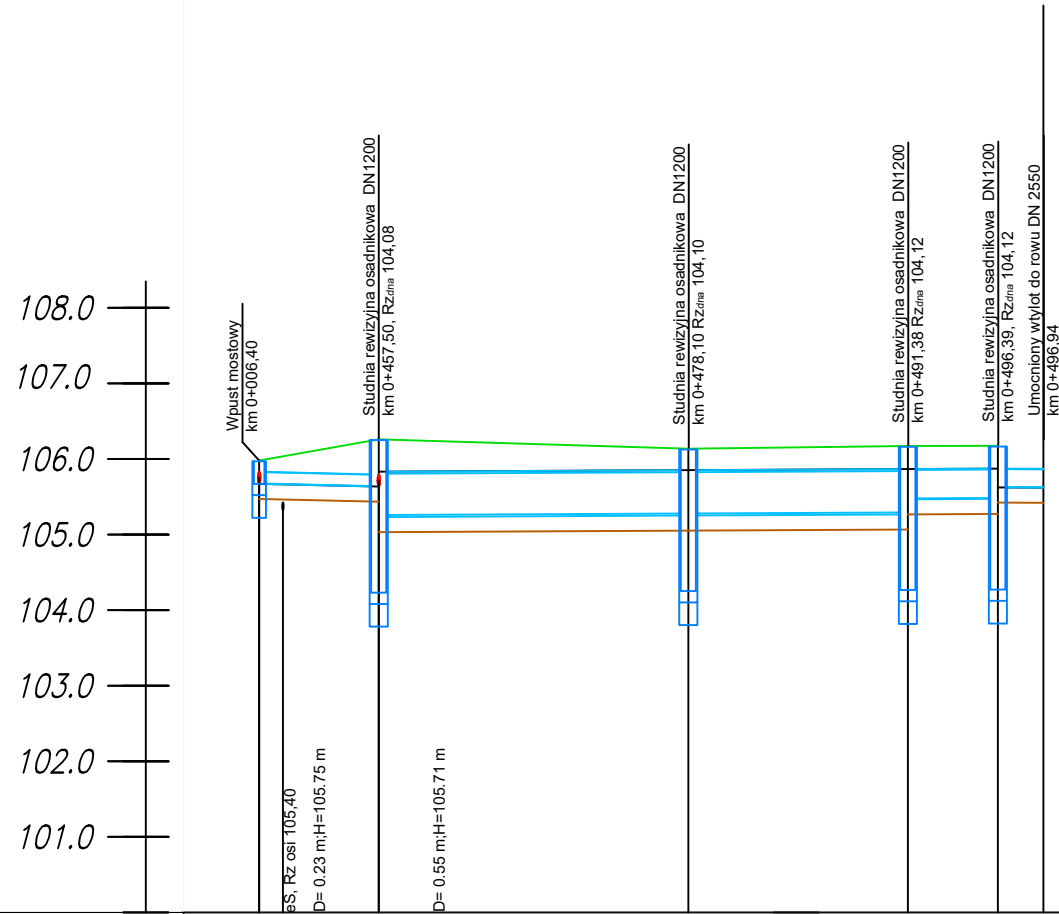 108.0
107.0
106.0
105.0
104.0
103.0
102.0
101.0
Wpust mostowy
km 0+006,40
Studnia rewizyjna osadnikowa DN1200
km 0+457,50, Rzdna 104,08
Studnia rewizyjna osadnikowa DN1200
km 0+478,10 Rzdna 104,10
Studnia rewizyjna osadnikowa DN1200
km 0+491,38 Rzdna 104,12
Studnia rewizyjna osadnikowa DN1200
km 0+496,39, Rzdna 104,12
Umocniony wtylot do rowu DN 2550
km 0+496.94
eS, Rz osi 105,40
D= 0.23 m;H=105.75 m
D= 0.55 m;H=105.71 m